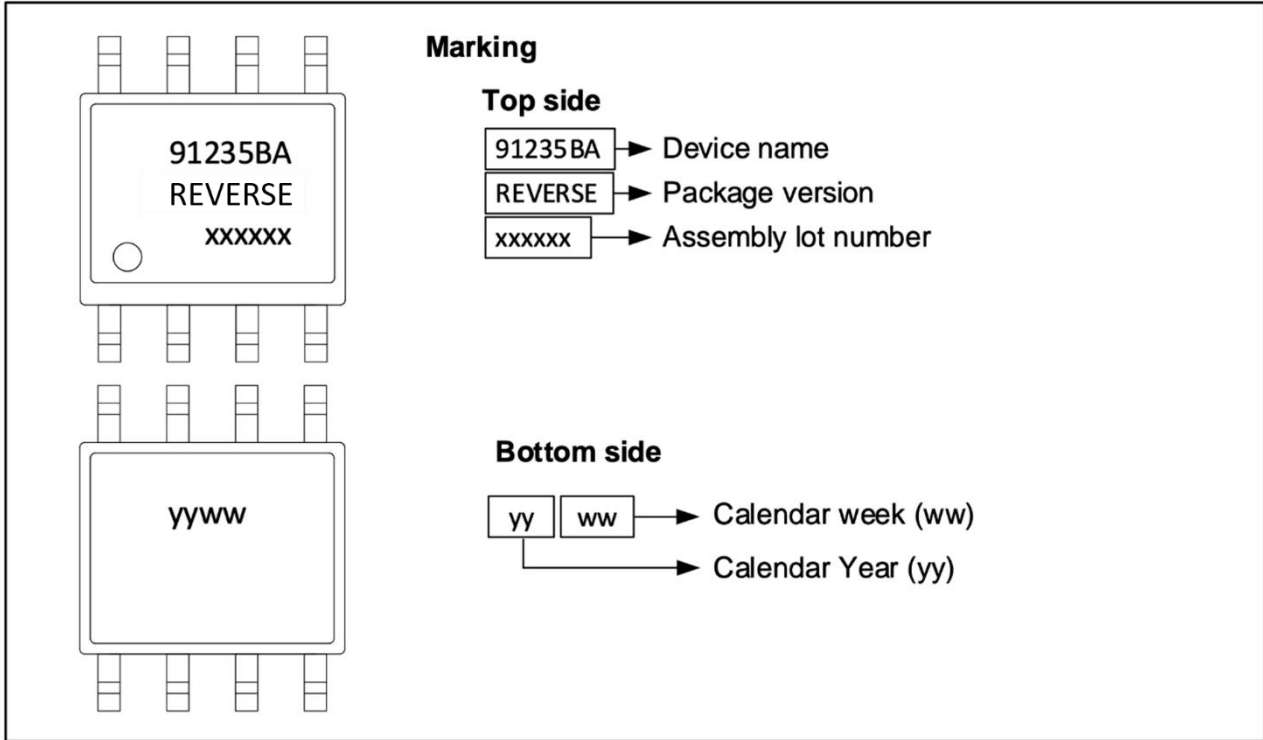 91235BA
REVERSE
xxxxxx
Marking
Top side
91235BA Device name
REVERSE Package version
xxxxxx Assembly lot number
yyww
Bottom side
yy ww Calendar week (ww)
Calendar Year (yy)